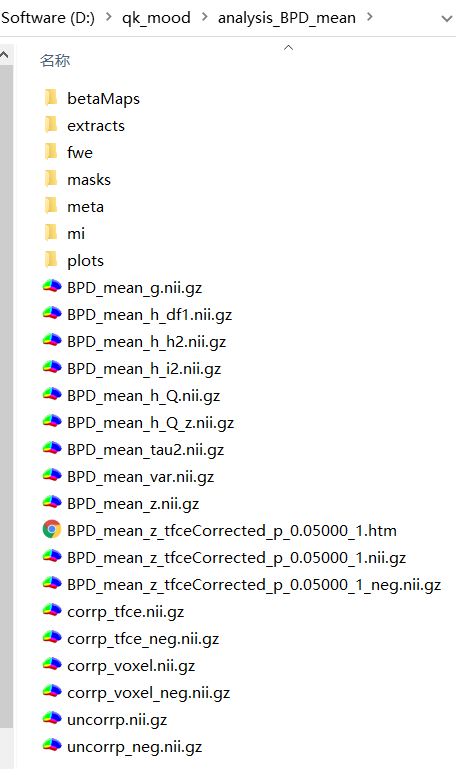 Software (D:) > qk_mood > analysis_BPD_mean >
名称
betaMaps
extracts
fwe
masks
meta
mi
plots
BPD_mean_g.nii.gz
BPD_mean_h_df1.nii.gz
BPD_mean_h_h2.nii.gz
BPD_mean_h_i2.nii.gz
BPD_mean_h_Q.nii.gz
BPD_mean_h_Q_z.nii.gz
BPD_mean_tau2.nii.gz
BPD_mean_var.nii.gz
BPD_mean_z.nii.gz
BPD_mean_z_tfceCorrected_p_0.05000_1.htm
BPD_mean_z_tfceCorrected_p_0.05000_1.nii.gz
BPD_mean_z_tfceCorrected_p_0.05000_1_neg.nii.gz
corrp_tfce.nii.gz
corrp_tfce_neg.nii.gz
corrp_voxel.nii.gz
corrp_voxel_neg.nii.gz
uncorrp.nii.gz
uncorrp_neg.nii.gz